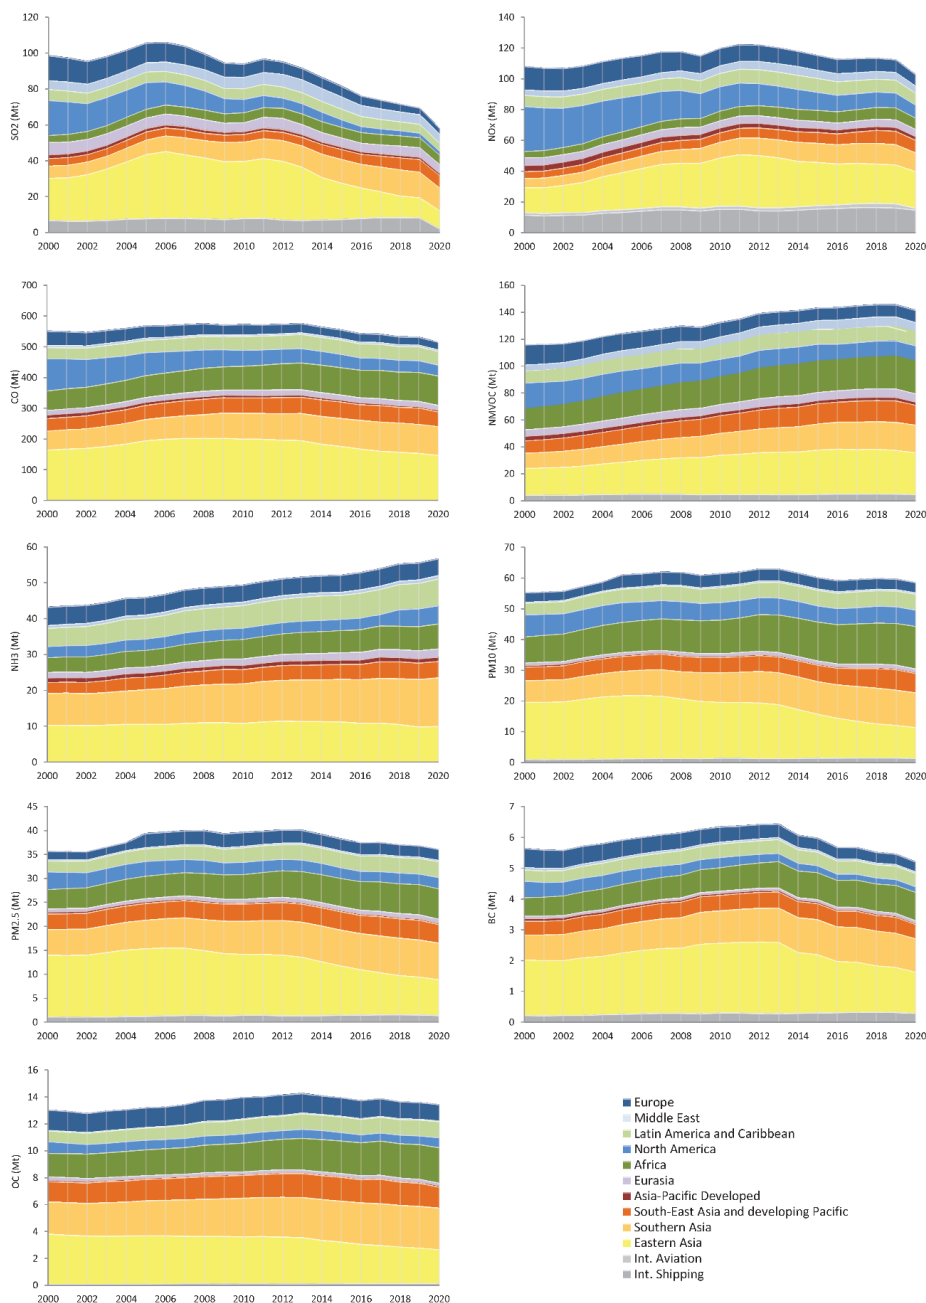 120
100
80
60
40
20
0
SO2 (Mt)
2000 2002 2004 2006 2008 2010 2012 2014 2016 2018 2020
140
120
100
80
60
40
20
0
NOx (Mt)
2000 2002 2004 2006 2008 2010 2012 2014 2016 2018 2020
700
600
500
400
300
200
100
0
CO (Mt)
2000 2002 2004 2006 2008 2010 2012 2014 2016 2018 2020
160
140
120
100
80
60
40
20
0
NMVOC (Mt)
2000 2002 2004 2006 2008 2010 2012 2014 2016 2018 2020
60
50
40
30
20
10
0
NH3 (Mt)
2000 2002 2004 2006 2008 2010 2012 2014 2016 2018 2020
70
60
50
40
30
20
10
0
PM10 (Mt)
2000 2002 2004 2006 2008 2010 2012 2014 2016 2018 2020
45
40
35
30
25
20
15
10
5
0
PM2.5 (Mt)
2000 2002 2004 2006 2008 2010 2012 2014 2016 2018 2020
7
6
5
4
3
2
1
0
BC (Mt)
2000 2002 2004 2006 2008 2010 2012 2014 2016 2018 2020
16
14
12
10
8
6
4
2
0
OC (Mt)
2000 2002 2004 2006 2008 2010 2012 2014 2016 2018 2020
Europe
Middle East
Latin America and Caribbean
North America
Africa
Eurasia
Asia-Pacific Developed
South-East Asia and developing Pacific
Southern Asia
Eastern Asia
Int. Aviation
Int. Shipping